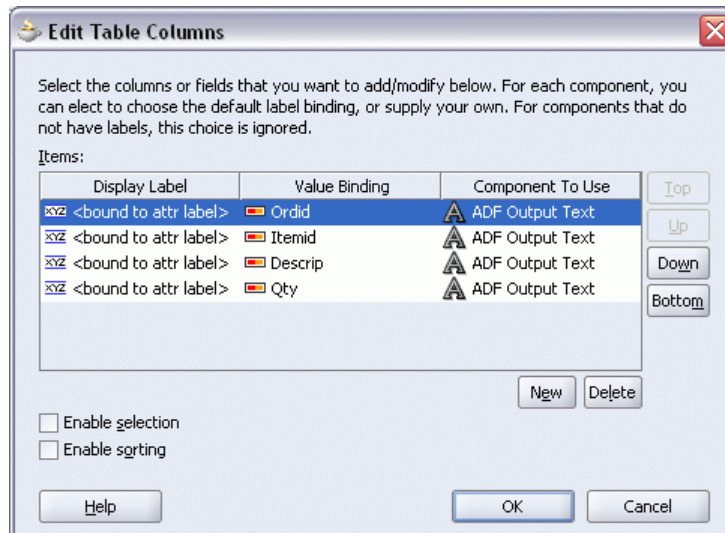 Edit Table Columns
Select the columns or fields that you want to add/modify below. For each component, you
can elect to choose the default label binding, or supply your own. For components that do
not have labels, this choice is ignored.
Items:
Display Label Value Binding Component To Use
XYZ <bound to attr label> Ordid A ADF Output Text
XYZ <bound to attr label> Itemid A ADF Output Text
XYZ <bound to attr label> Descrip A ADF Output Text
XYZ <bound to attr label> Qty A ADF Output Text
Top
Up
Down
Bottom
New Delete
Enable selection
Enable sorting
Help OK Cancel